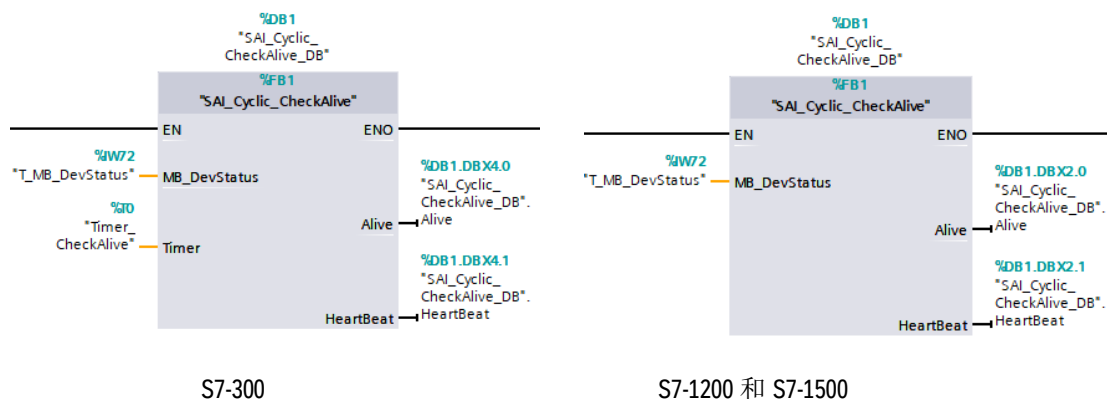 %DB1
"SAI_Cyclic_
CheckAlive_DB"
%FB1
"SAI_Cyclic_CheckAlive"
EN
ENO
%IW72
"T_MB_DevStatus"
MB_DevStatus
%T0
"Timer_
CheckAlive"
Timer
%DB1.DBX4.0
"SAI_Cyclic_
CheckAlive_DB".
Alive
Alive
%DB1.DBX4.1
"SAI_Cyclic_
CheckAlive_DB".
HeartBeat
HeartBeat
S7-300
%DB1
"SAI_Cyclic_
CheckAlive_DB"
%FB1
"SAI_Cyclic_CheckAlive"
EN
ENO
%IW72
"T_MB_DevStatus"
MB_DevStatus
%DB1.DBX2.0
"SAI_Cyclic_
CheckAlive_DB".
Alive
Alive
%DB1.DBX2.1
"SAI_Cyclic_
CheckAlive_DB".
HeartBeat
HeartBeat
S7-1200 和 S7-1500